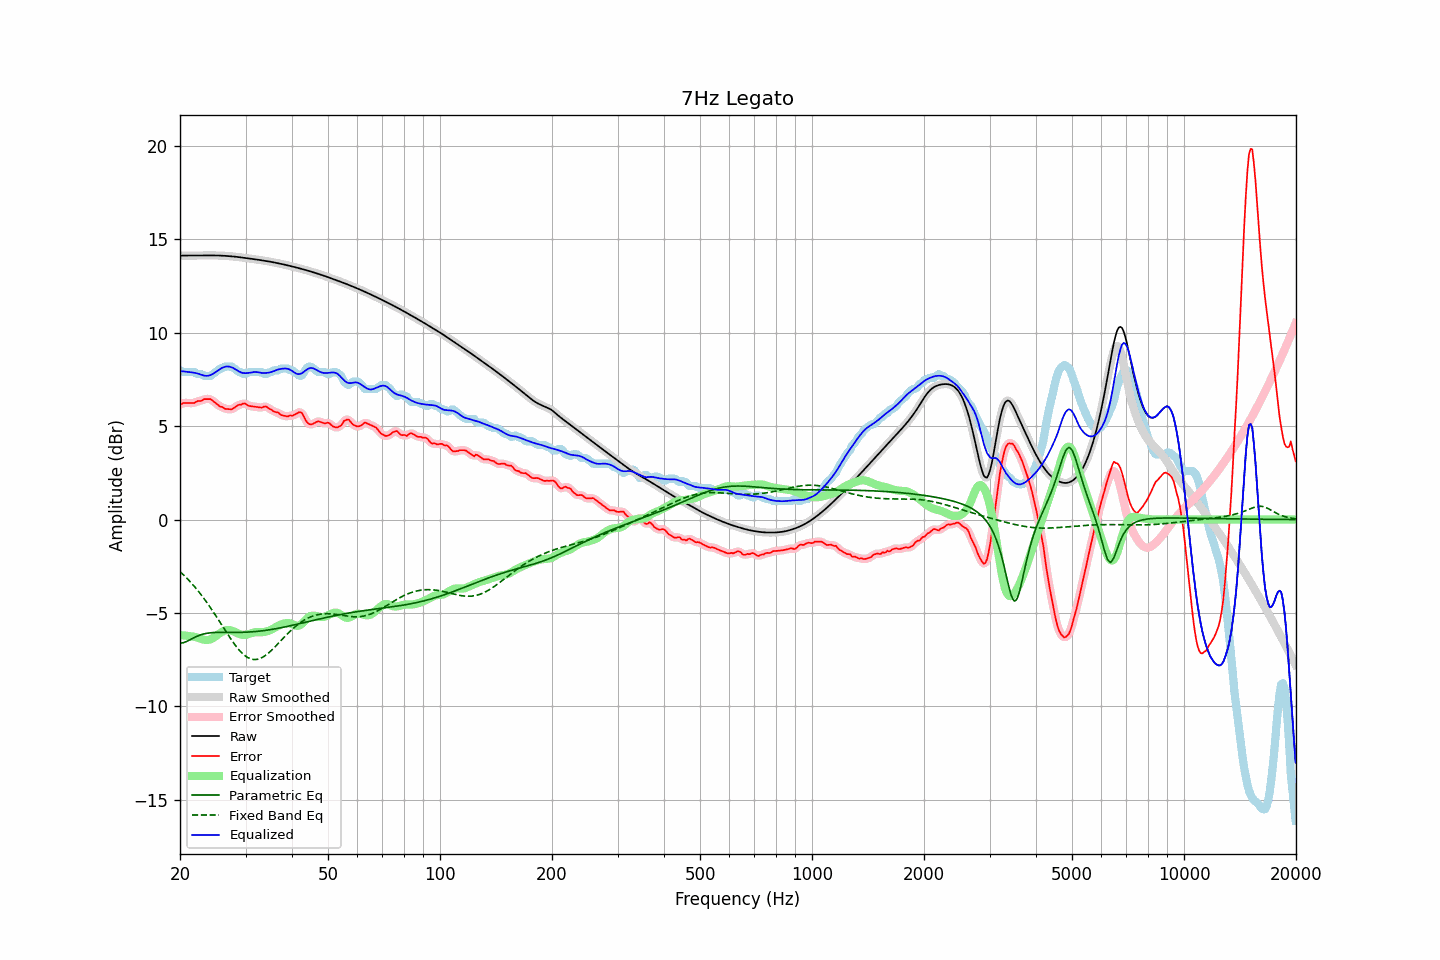 7Hz Legato
Amplitude (dBr)
20
15
10
5
0
−5
−10
−15
Target
Raw Smoothed
Error Smoothed
Raw
Error
Equalization
Parametric Eq
Fixed Band Eq
Equalized
20 50 100 200 500 1000 2000 5000 10000 20000
Frequency (Hz)